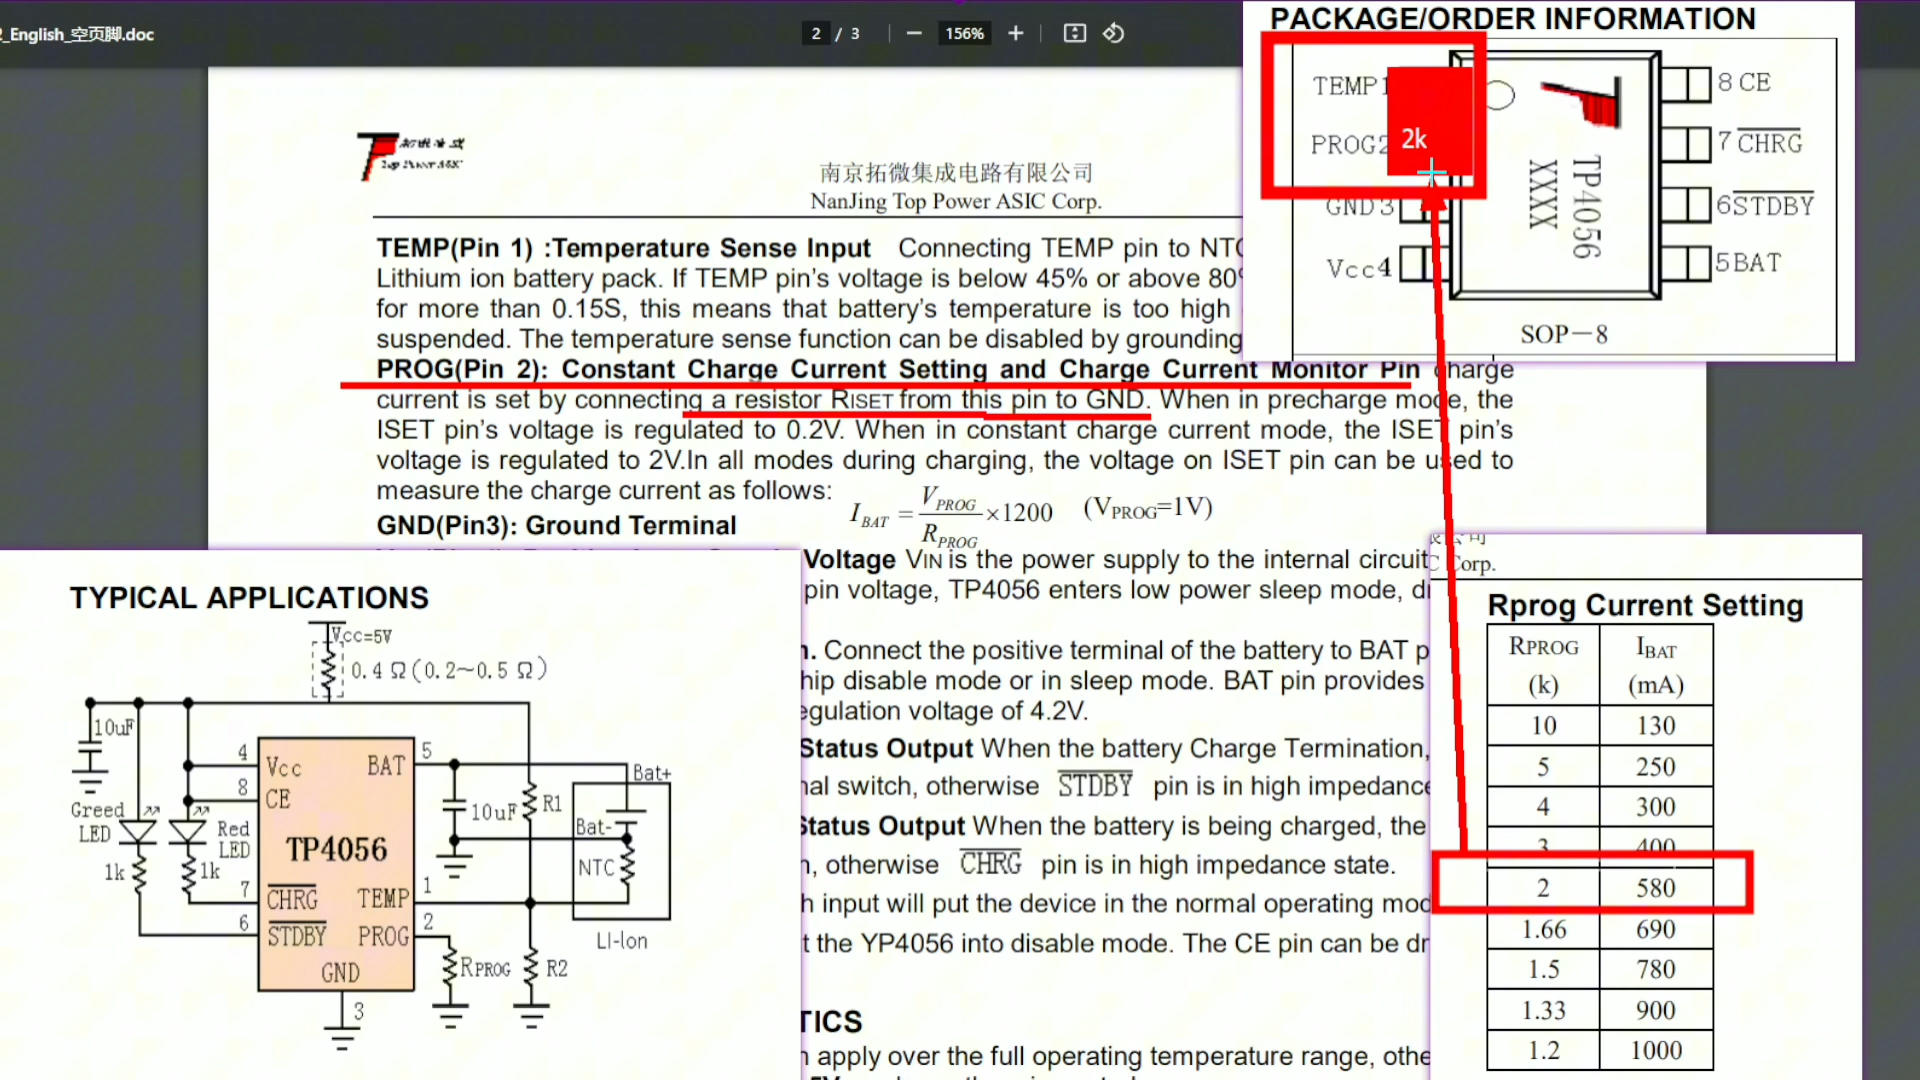 2_English_空页脚.doc
2 / 3
156%
PACKAGE/ORDER INFORMATION
TEMP1
PROG2
GND3
Vcc4
2k
TP4056
XXXX
8CE
7CHRG
6STDBY
5BAT
SOP-8
Top Power ASIC
南京拓微集成电路有限公司
NanJing Top Power ASIC Corp.
TEMP(Pin 1) :Temperature Sense Input Connecting TEMP pin to NTC
Lithium ion battery pack. If TEMP pin's voltage is below 45% or above 80%
for more than 0.15S, this means that battery's temperature is too high
suspended. The temperature sense function can be disabled by grounding
PROG(Pin 2): Constant Charge Current Setting and Charge Current Monitor Pin charge
current is set by connecting a resistor RISET from this pin to GND. When in precharge mode, the
ISET pin's voltage is regulated to 0.2V. When in constant charge current mode, the ISET pin's
voltage is regulated to 2V.In all modes during charging, the voltage on ISET pin can be used to
measure the charge current as follows:
IBAT = VPROG / RPROG ×1200 (VPROG=1V)
GND(Pin3): Ground Terminal
Voltage VIN is the power supply to the internal circuit
pin voltage, TP4056 enters low power sleep mode, dr
n. Connect the positive terminal of the battery to BAT p
hip disable mode or in sleep mode. BAT pin provides
egulation voltage of 4.2V.
Status Output When the battery Charge Termination,
nal switch, otherwise STDBY pin is in high impedance
Status Output When the battery is being charged, the
n, otherwise CHRG pin is in high impedance state.
h input will put the device in the normal operating mod
t the YP4056 into disable mode. The CE pin can be dr
TICS
n apply over the full operating temperature range, othe
TYPICAL APPLICATIONS
Vcc=5V
0.4Ω(0.2~0.5Ω)
10uF
4
8
Vcc
CE
BAT
5
Bat+
Greed
LED
Red
LED
1k
1k
TP4056
10uF
R1
Bat-
NTC
7
CHRG
TEMP
1
6
STDBY
PROG
2
LI-Ion
GND
RPROG
R2
3
Corp.
Rprog Current Setting
RPROG IBAT
(k) (mA)
10 130
5 250
4 300
3 400
2 580
1.66 690
1.5 780
1.33 900
1.2 1000